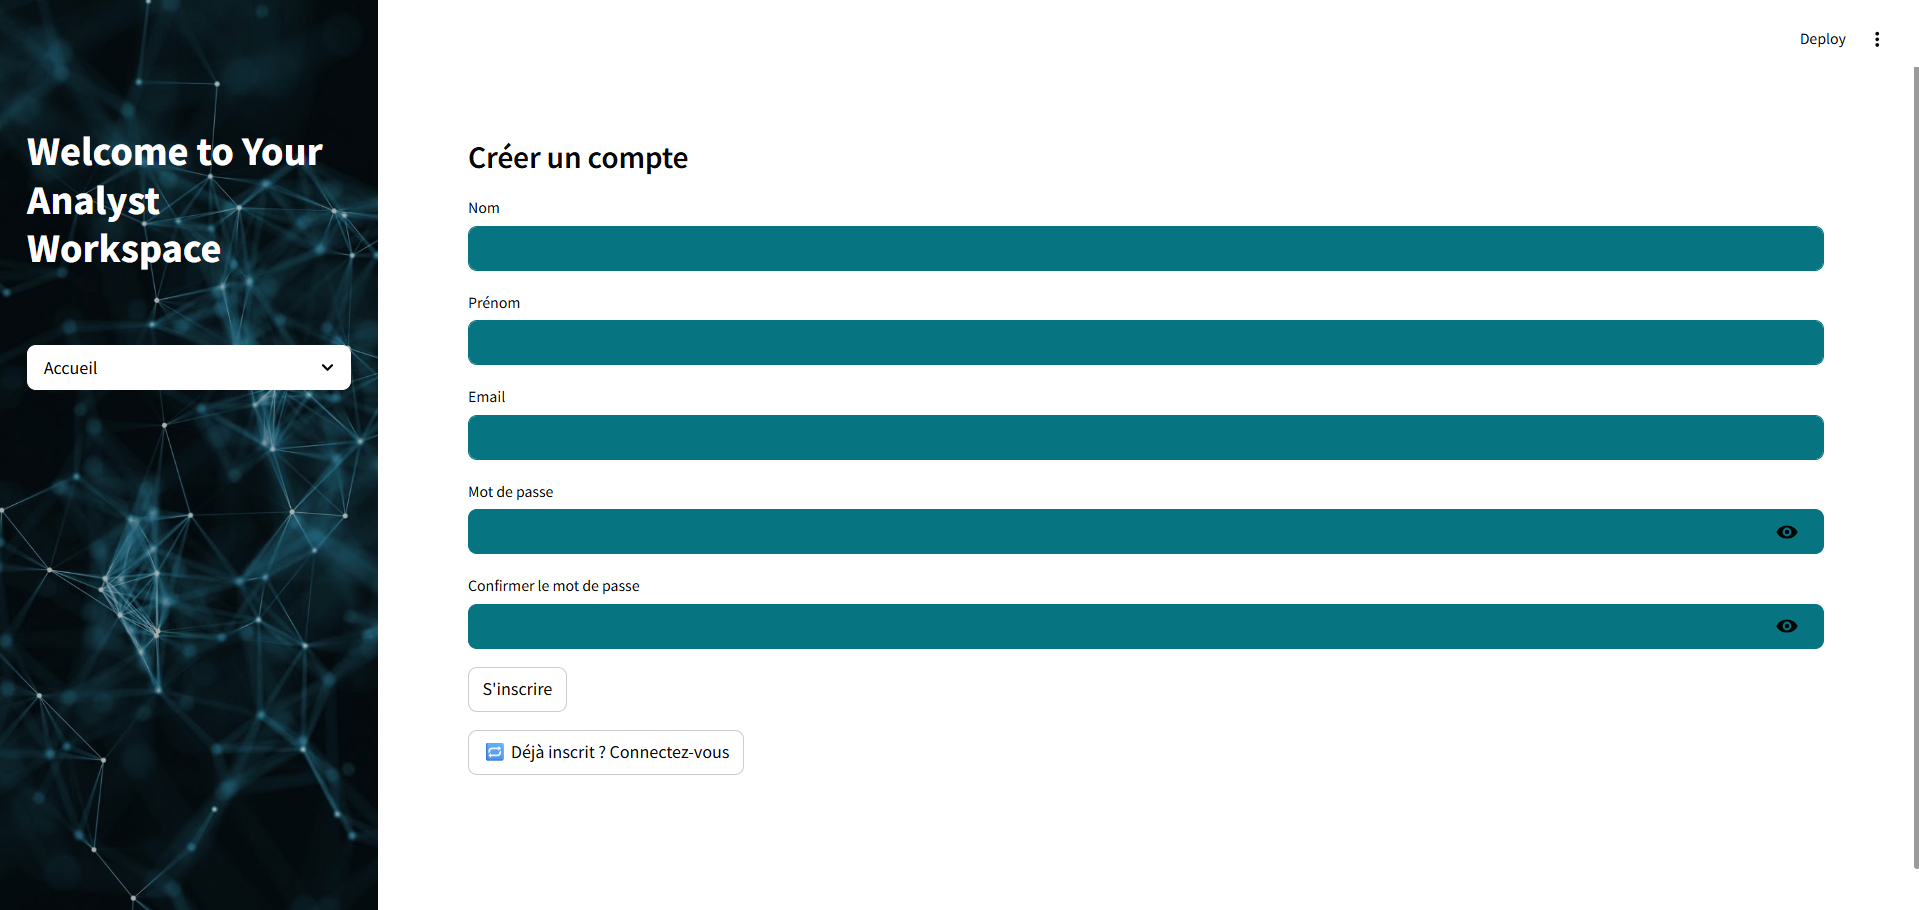 Deploy
Welcome to Your
Analyst
Workspace
Accueil
Créer un compte
Nom
Prénom
Email
Mot de passe
Confirmer le mot de passe
S'inscrire
Déjà inscrit ? Connectez-vous